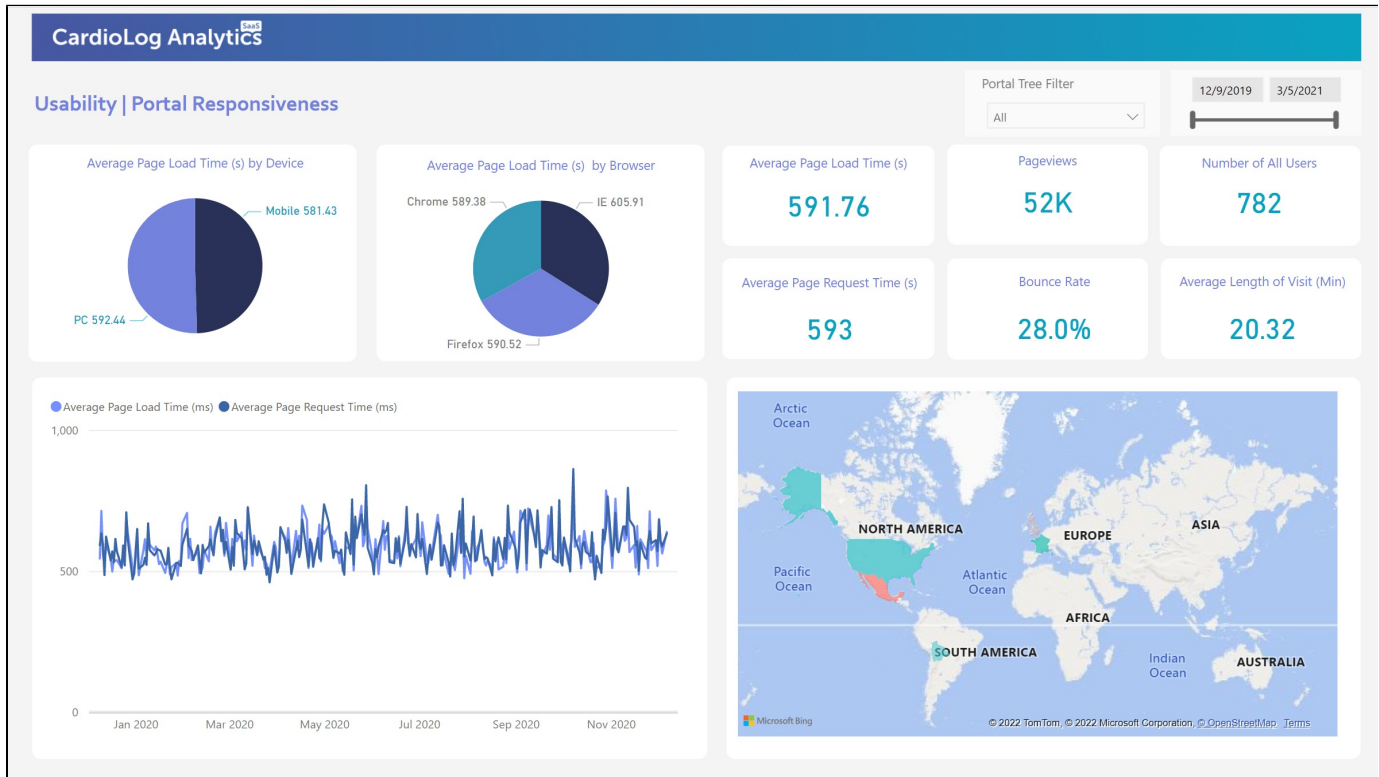 CardioLog Analytics SaaS
Usability | Portal Responsiveness
Portal Tree Filter
All
12/9/2019 3/5/2021
Average Page Load Time (s) by Device
Mobile 581.43
PC 592.44
Average Page Load Time (s) by Browser
Chrome 589.38
IE 605.91
Firefox 590.52
Average Page Load Time (s)
591.76
Pageviews
52K
Number of All Users
782
Average Page Request Time (s)
593
Bounce Rate
28.0%
Average Length of Visit (Min)
20.32
Average Page Load Time (ms) Average Page Request Time (ms)
1,000
500
0
Jan 2020 Mar 2020 May 2020 Jul 2020 Sep 2020 Nov 2020
Arctic
Ocean
NORTH AMERICA
EUROPE
ASIA
Pacific
Ocean
Atlantic
Ocean
AFRICA
SOUTH AMERICA
Indian
Ocean
AUSTRALIA
Microsoft Bing
© 2022 TomTom, © 2022 Microsoft Corporation, © OpenStreetMap Terms